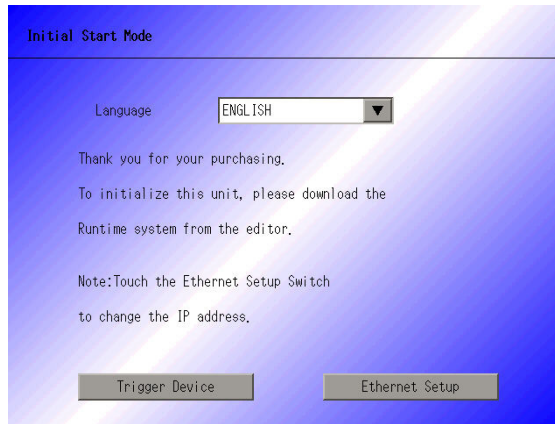 Initial Start Mode
Language
ENGLISH
Thank you for your purchasing.
To initialize this unit, please download the
Runtime system from the editor.
Note:Touch the Ethernet Setup Switch
to change the IP address.
Trigger Device
Ethernet Setup